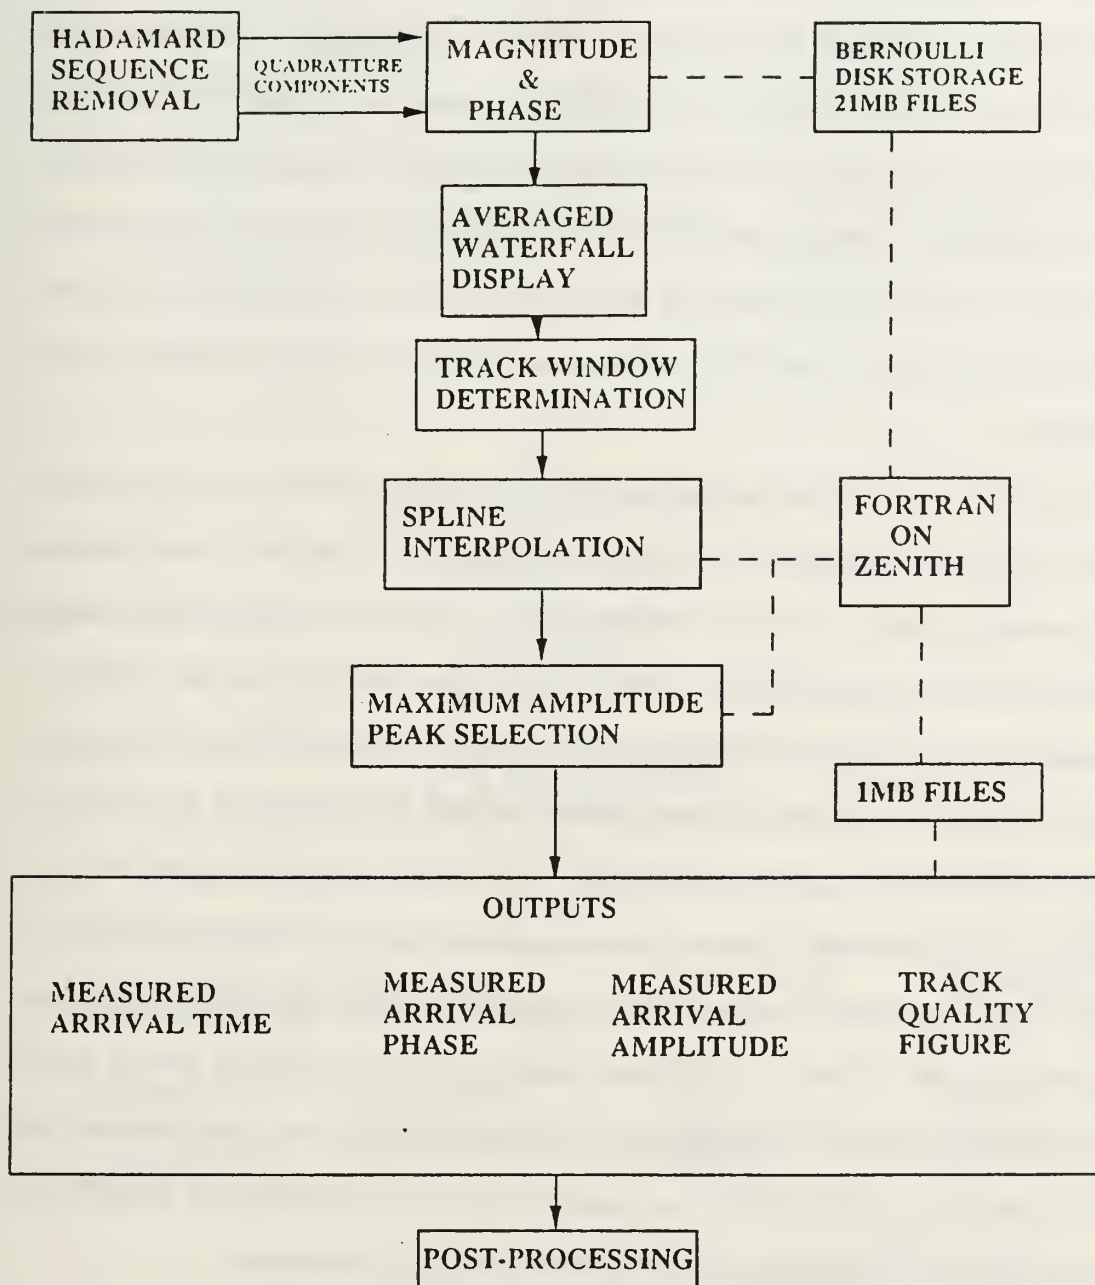 HADAMARD
SEQUENCE
REMOVAL
QUADRATTURE
COMPONENTS
MAGNIITUDE
&
PHASE
BERNOULLI
DISK STORAGE
21MB FILES
AVERAGED
WATERFALL
DISPLAY
TRACK WINDOW
DETERMINATION
SPLINE
INTERPOLATION
FORTRAN
ON
ZENITH
MAXIMUM AMPLITUDE
PEAK SELECTION
1MB FILES
OUTPUTS
MEASURED
ARRIVAL TIME
MEASURED
ARRIVAL
PHASE
MEASURED
ARRIVAL
AMPLITUDE
TRACK
QUALITY
FIGURE
POST-PROCESSING